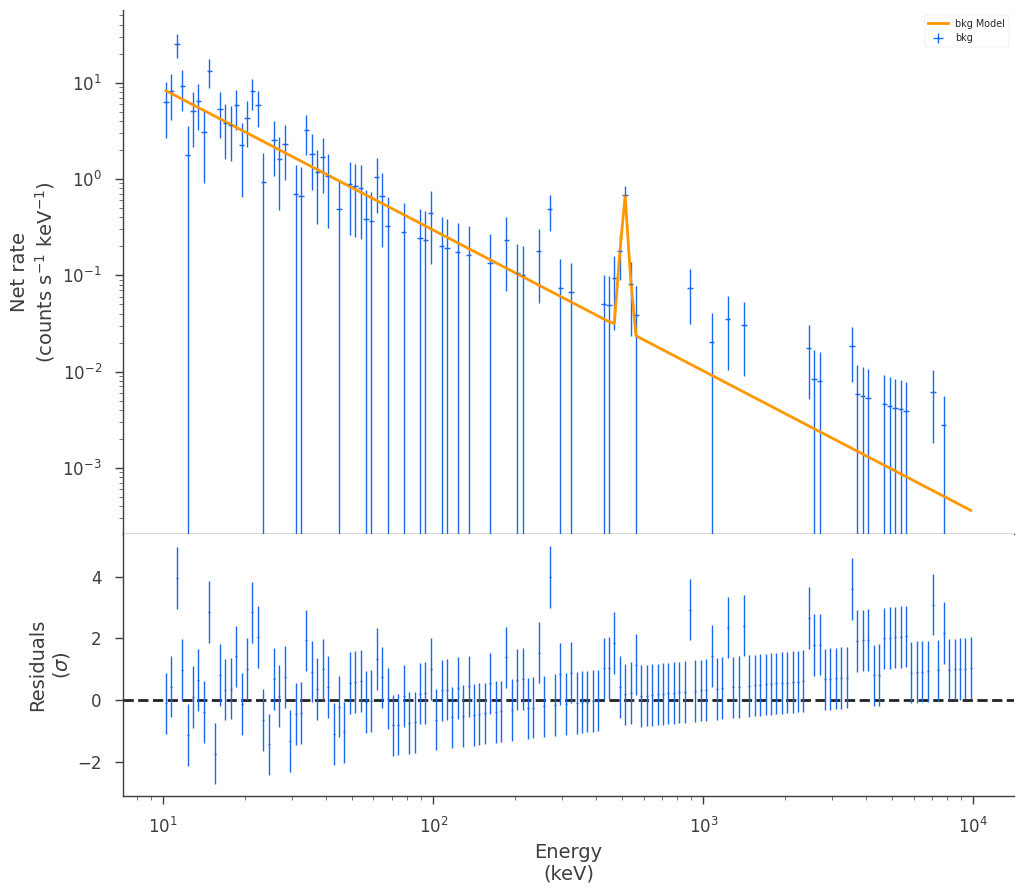 bkg Model
bkg
Net rate
(counts s⁻¹ keV⁻¹)
10¹
10⁰
10⁻¹
10⁻²
10⁻³
Residuals
(σ)
4
2
0
−2
10¹ 10² 10³ 10⁴
Energy
(keV)